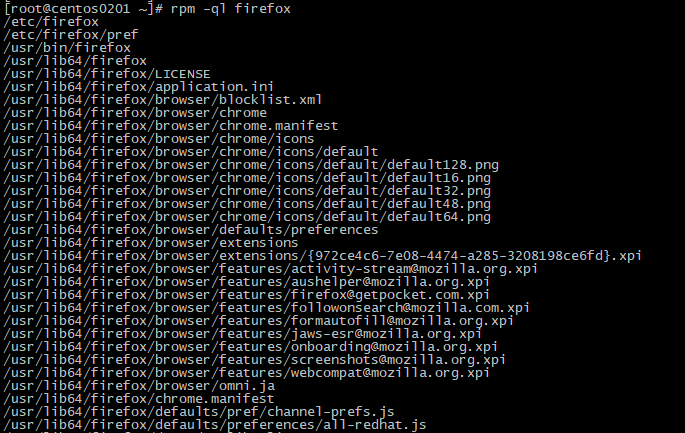 [root@centos0201 ~]# rpm -ql firefox
/etc/firefox
/etc/firefox/pref
/usr/bin/firefox
/usr/lib64/firefox
/usr/lib64/firefox/LICENSE
/usr/lib64/firefox/application.ini
/usr/lib64/firefox/browser/blocklist.xml
/usr/lib64/firefox/browser/chrome
/usr/lib64/firefox/browser/chrome.manifest
/usr/lib64/firefox/browser/chrome/icons
/usr/lib64/firefox/browser/chrome/icons/default
/usr/lib64/firefox/browser/chrome/icons/default/default128.png
/usr/lib64/firefox/browser/chrome/icons/default/default16.png
/usr/lib64/firefox/browser/chrome/icons/default/default32.png
/usr/lib64/firefox/browser/chrome/icons/default/default48.png
/usr/lib64/firefox/browser/chrome/icons/default/default64.png
/usr/lib64/firefox/browser/defaults/preferences
/usr/lib64/firefox/browser/extensions
/usr/lib64/firefox/browser/extensions/{972ce4c6-7e08-4474-a285-3208198ce6fd}.xpi
/usr/lib64/firefox/browser/features/activity-stream@mozilla.org.xpi
/usr/lib64/firefox/browser/features/aushelper@mozilla.org.xpi
/usr/lib64/firefox/browser/features/firefox@getpocket.com.xpi
/usr/lib64/firefox/browser/features/followonsearch@mozilla.com.xpi
/usr/lib64/firefox/browser/features/formautofill@mozilla.org.xpi
/usr/lib64/firefox/browser/features/jaws-esr@mozilla.org.xpi
/usr/lib64/firefox/browser/features/onboarding@mozilla.org.xpi
/usr/lib64/firefox/browser/features/screenshots@mozilla.org.xpi
/usr/lib64/firefox/browser/features/webcompat@mozilla.org.xpi
/usr/lib64/firefox/browser/omni.ja
/usr/lib64/firefox/chrome.manifest
/usr/lib64/firefox/defaults/pref/channel-prefs.js
/usr/lib64/firefox/defaults/preferences/all-redhat.js